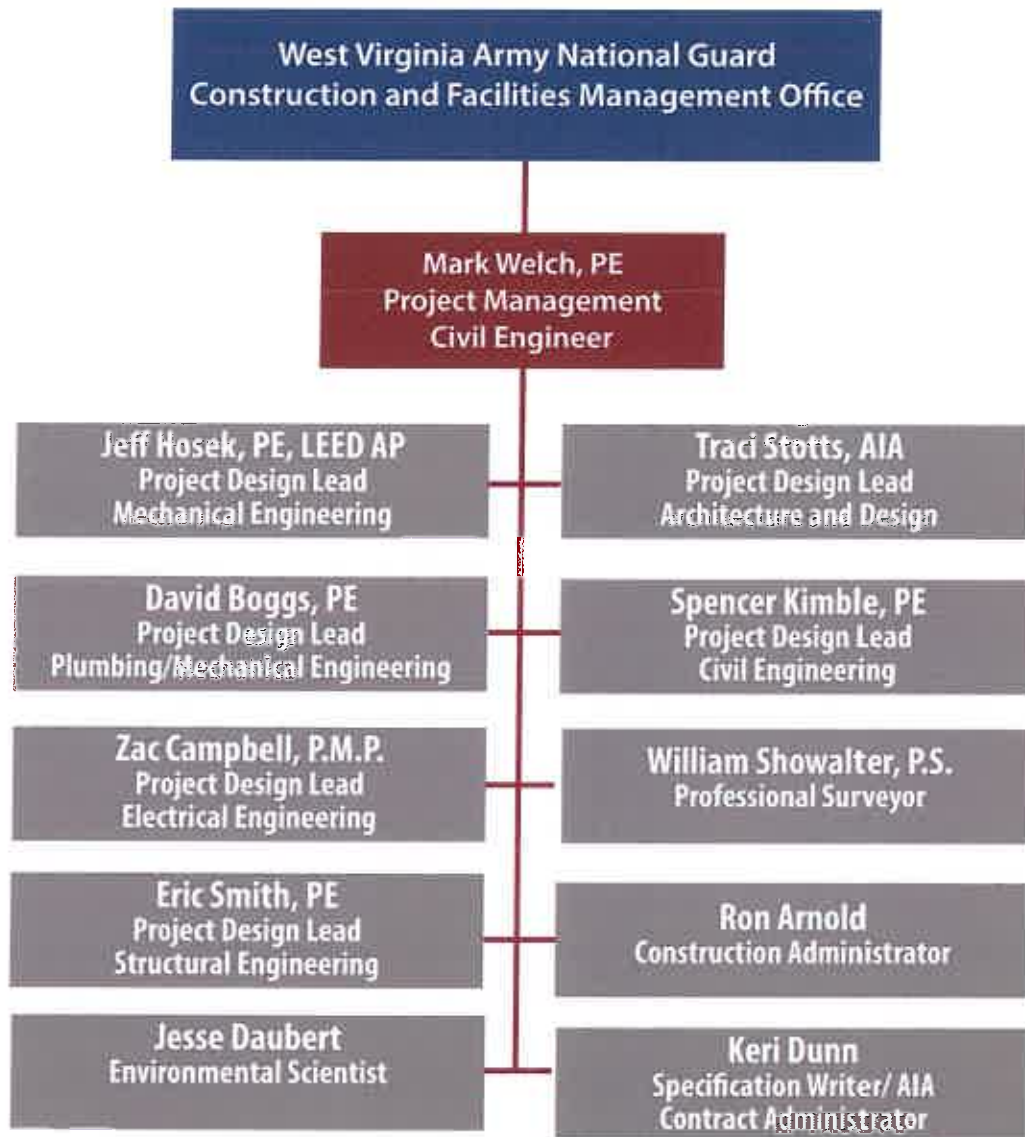 West Virginia Army National Guard
Construction and Facilities Management Office
Mark Welch, PE
Project Management
Civil Engineer
Jeff Hosek, PE, LEED AP
Project Design Lead
Mechanical Engineering
Traci Stotts, AIA
Project Design Lead
Architecture and Design
David Boggs, PE
Project Design Lead
Plumbing/Mechanical Engineering
Spencer Kimble, PE
Project Design Lead
Civil Engineering
Zac Campbell, P.M.P.
Project Design Lead
Electrical Engineering
William Showalter, P.S.
Professional Surveyor
Eric Smith, PE
Project Design Lead
Structural Engineering
Ron Arnold
Construction Administrator
Jesse Daubert
Environmental Scientist
Keri Dunn
Specification Writer/ AIA
Contract Administrator